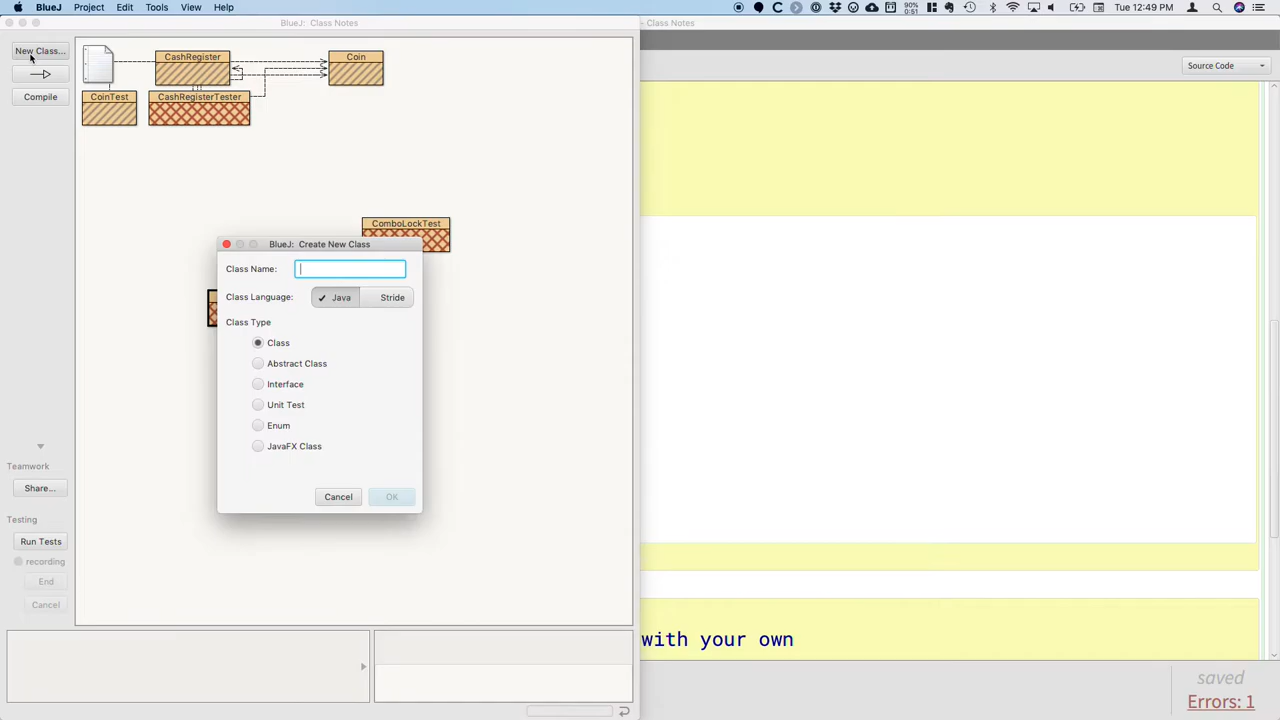 BlueJ Project Edit Tools View Help
90%
0:51
Tue 12:49 PM
BlueJ: Class Notes
- Class Notes
New Class...
Compile
CashRegister
Coin
CoinTest
CashRegisterTester
ComboLockTest
Source Code
BlueJ: Create New Class
Class Name:
Class Language:
✓ Java
Stride
Class Type
Class
Abstract Class
Interface
Unit Test
Enum
JavaFX Class
Cancel
OK
Teamwork
Share...
Testing
Run Tests
recording
End
Cancel
with your own
saved
Errors: 1